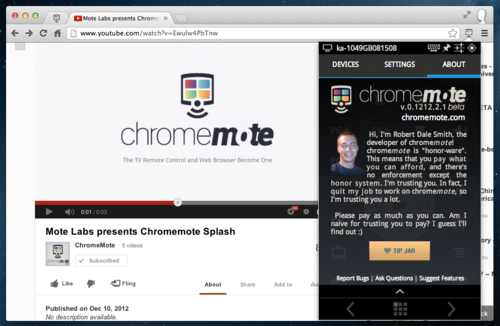 Mote Labs presents Chrome
www.youtube.com/watch?v=Ewulw4PbTnw
ka-1049GB081508
DEVICES SETTINGS ABOUT
chromemote
v.0.1212.2.1 beta
chromemote.com
Hi, I'm Robert Dale Smith, the
developer of chromemote!
chromemote is "honor-ware".
This means that you pay what
you can afford, and there's
no enforcement except the
honor system. I'm trusting you. In fact, I
quit my job to work on chromemote, so
I'm trusting you a lot.
Please pay as much as you can. Am I
naive for trusting you to pay? I guess I'll
find out :)
TIP JAR
Report Bugs | Ask Questions | Suggest Features
chromemote
The TV Remote Control and Web Browser Become One
0:01 / 0:03
Mote Labs presents Chromemote Splash
ChromeMote · 5 videos
Subscribed
Like Fling About Share Add to
Published on Dec 10, 2012
No description available.